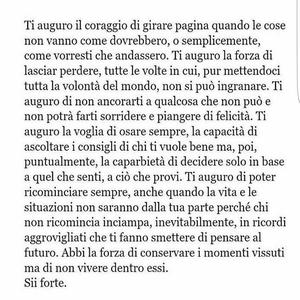 Ti auguro il coraggio di girare pagina quando le cose
non vanno come dovrebbero, o semplicemente,
come vorresti che andassero. Ti auguro la forza di
lasciar perdere, tutte le volte in cui, pur mettendoci
tutta la volontà del mondo, non si può ingranare. Ti
auguro di non ancorarti a qualcosa che non può e
non potrà farti sorridere e piangere di felicità. Ti
auguro la voglia di osare sempre, la capacità di
ascoltare i consigli di chi ti vuole bene ma, poi,
puntualmente, la caparbietà di decidere solo in base
a quel che senti, a ciò che provi. Ti auguro di poter
ricominciare sempre, anche quando la vita e le
situazioni non saranno dalla tua parte perché chi
non ricomincia inciampa, inevitabilmente, in ricordi
aggrovigliati che ti fanno smettere di pensare al
futuro. Abbi la forza di conservare i momenti vissuti
ma di non vivere dentro essi.
Sii forte.